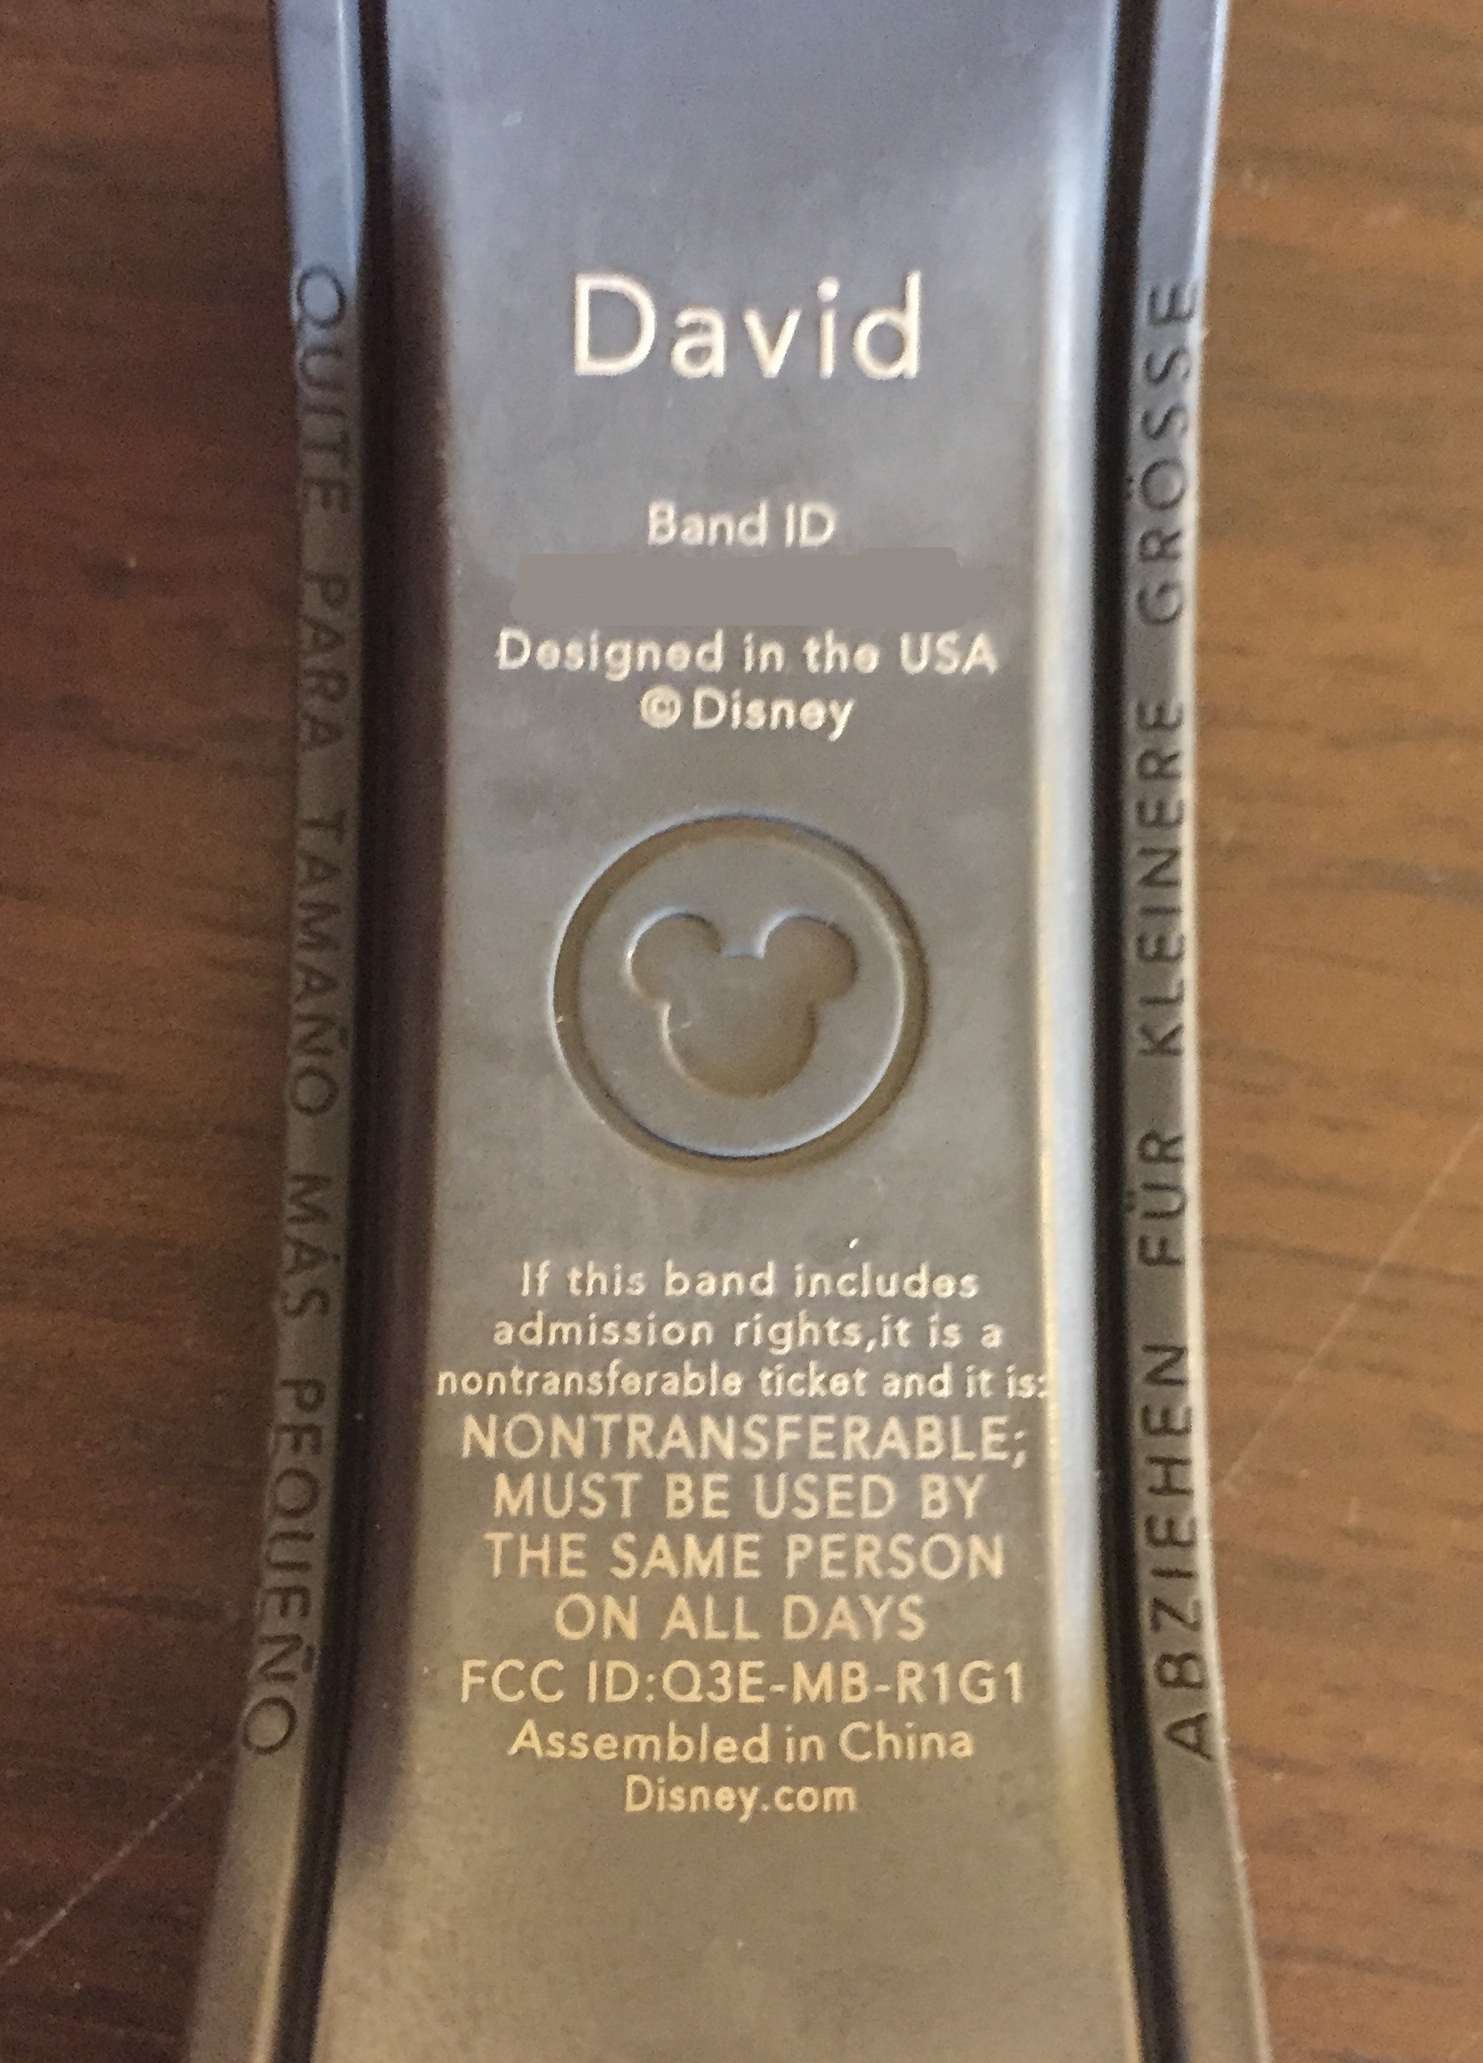 David
Band ID
Designed in the USA
©Disney
If this band includes
admission rights,it is a
nontransferable ticket and it is:
NONTRANSFERABLE;
MUST BE USED BY
THE SAME PERSON
ON ALL DAYS
FCC ID:Q3E-MB-R1G1
Assembled in China
Disney.com
QUITE PARA TAMAÑO MÁS PEQUEÑO
ABZIEHEN FÜR KLEINERE GRÖSSE